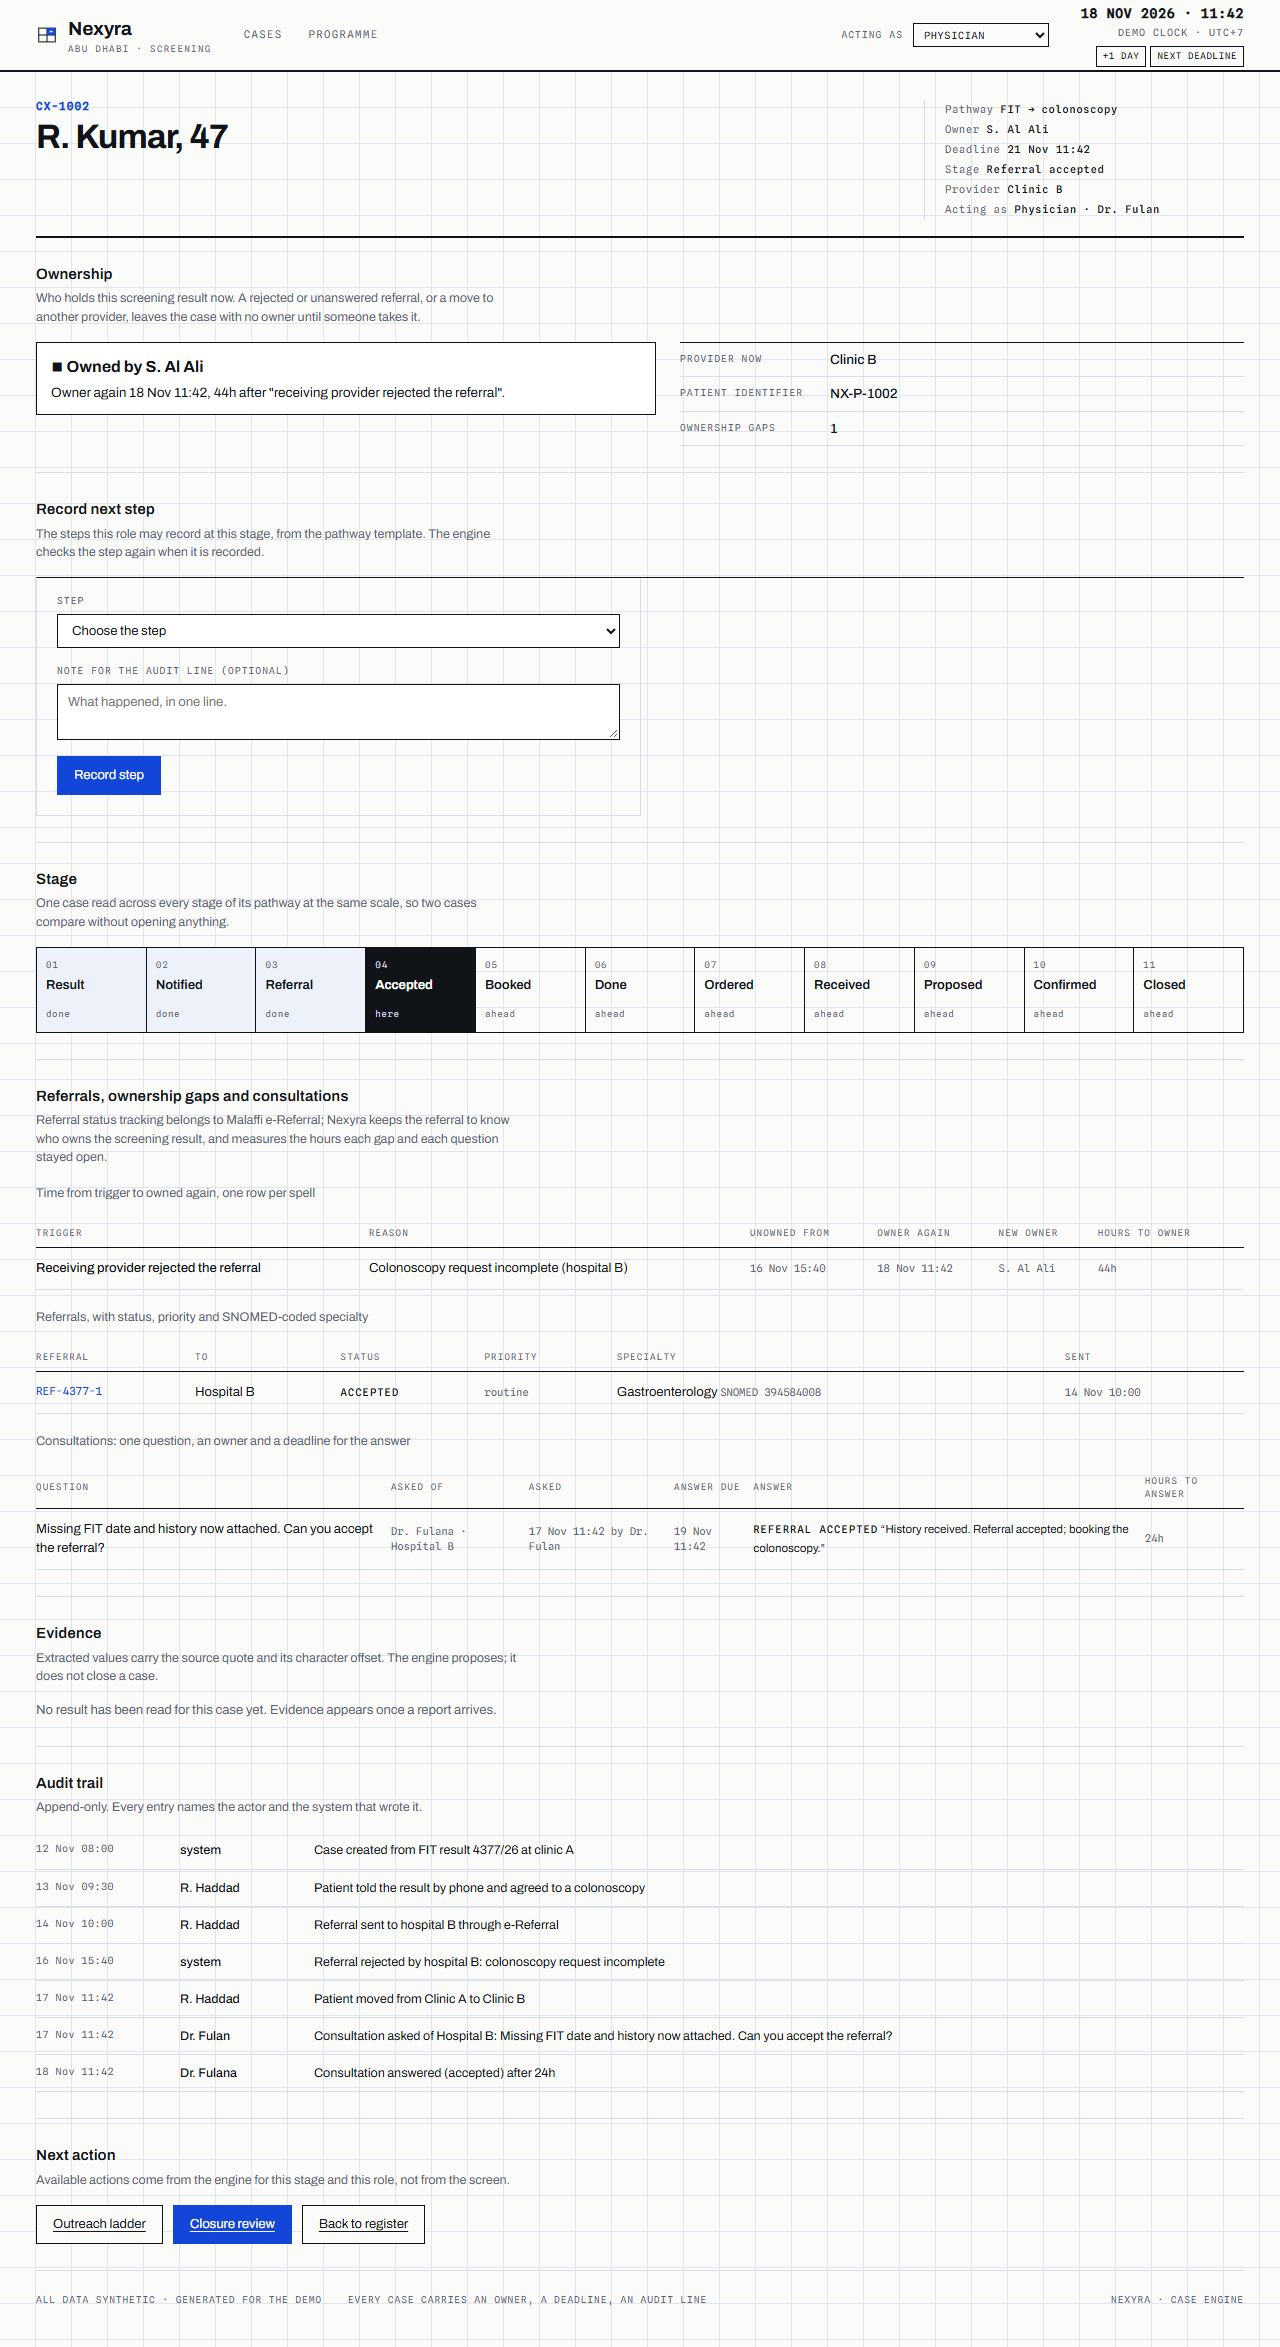 Nexyra
ABU DHABI · SCREENING
CASES
PROGRAMME
ACTING AS
PHYSICIAN
18 NOV 2026 · 11:42
DEMO CLOCK · UTC+7
+1 DAY
NEXT DEADLINE
CX-1002
R. Kumar, 47
Pathway FIT → colonoscopy
Owner S. Al Ali
Deadline 21 Nov 11:42
Stage Referral accepted
Provider Clinic B
Acting as Physician · Dr. Fulan
Ownership
Who holds this screening result now. A rejected or unanswered referral, or a move to
another provider, leaves the case with no owner until someone takes it.
■ Owned by S. Al Ali
Owner again 18 Nov 11:42, 44h after "receiving provider rejected the referral".
PROVIDER NOW Clinic B
PATIENT IDENTIFIER NX-P-1002
OWNERSHIP GAPS 1
Record next step
The steps this role may record at this stage, from the pathway template. The engine
checks the step again when it is recorded.
STEP
Choose the step
NOTE FOR THE AUDIT LINE (OPTIONAL)
What happened, in one line.
Record step
Stage
One case read across every stage of its pathway at the same scale, so two cases
compare without opening anything.
01 02 03 04 05 06 07 08 09 10 11
Result Notified Referral Accepted Booked Done Ordered Received Proposed Confirmed Closed
done done done here ahead ahead ahead ahead ahead ahead ahead
Referrals, ownership gaps and consultations
Referral status tracking belongs to Malaffi e-Referral; Nexyra keeps the referral to know
who owns the screening result, and measures the hours each gap and each question
stayed open.
Time from trigger to owned again, one row per spell
TRIGGER REASON UNOWNED FROM OWNER AGAIN NEW OWNER HOURS TO OWNER
Receiving provider rejected the referral Colonoscopy request incomplete (hospital B) 16 Nov 15:40 18 Nov 11:42 S. Al Ali 44h
Referrals, with status, priority and SNOMED-coded specialty
REFERRAL TO STATUS PRIORITY SPECIALTY SENT
REF-4377-1 Hospital B ACCEPTED routine Gastroenterology SNOMED 394584008 14 Nov 10:00
Consultations: one question, an owner and a deadline for the answer
QUESTION ASKED OF ASKED ANSWER DUE ANSWER HOURS TO
ANSWER
Missing FIT date and history now attached. Can you accept Dr. Fulana · 17 Nov 11:42 by Dr. 19 Nov REFERRAL ACCEPTED “History received. Referral accepted; booking the 24h
the referral? Hospital B Fulan 11:42 colonoscopy.”
Evidence
Extracted values carry the source quote and its character offset. The engine proposes; it
does not close a case.
No result has been read for this case yet. Evidence appears once a report arrives.
Audit trail
Append-only. Every entry names the actor and the system that wrote it.
12 Nov 08:00 system Case created from FIT result 4377/26 at clinic A
13 Nov 09:30 R. Haddad Patient told the result by phone and agreed to a colonoscopy
14 Nov 10:00 R. Haddad Referral sent to hospital B through e-Referral
16 Nov 15:40 system Referral rejected by hospital B: colonoscopy request incomplete
17 Nov 11:42 R. Haddad Patient moved from Clinic A to Clinic B
17 Nov 11:42 Dr. Fulan Consultation asked of Hospital B: Missing FIT date and history now attached. Can you accept the referral?
18 Nov 11:42 Dr. Fulana Consultation answered (accepted) after 24h
Next action
Available actions come from the engine for this stage and this role, not from the screen.
Outreach ladder
Closure review
Back to register
ALL DATA SYNTHETIC · GENERATED FOR THE DEMO EVERY CASE CARRIES AN OWNER, A DEADLINE, AN AUDIT LINE NEXYRA · CASE ENGINE